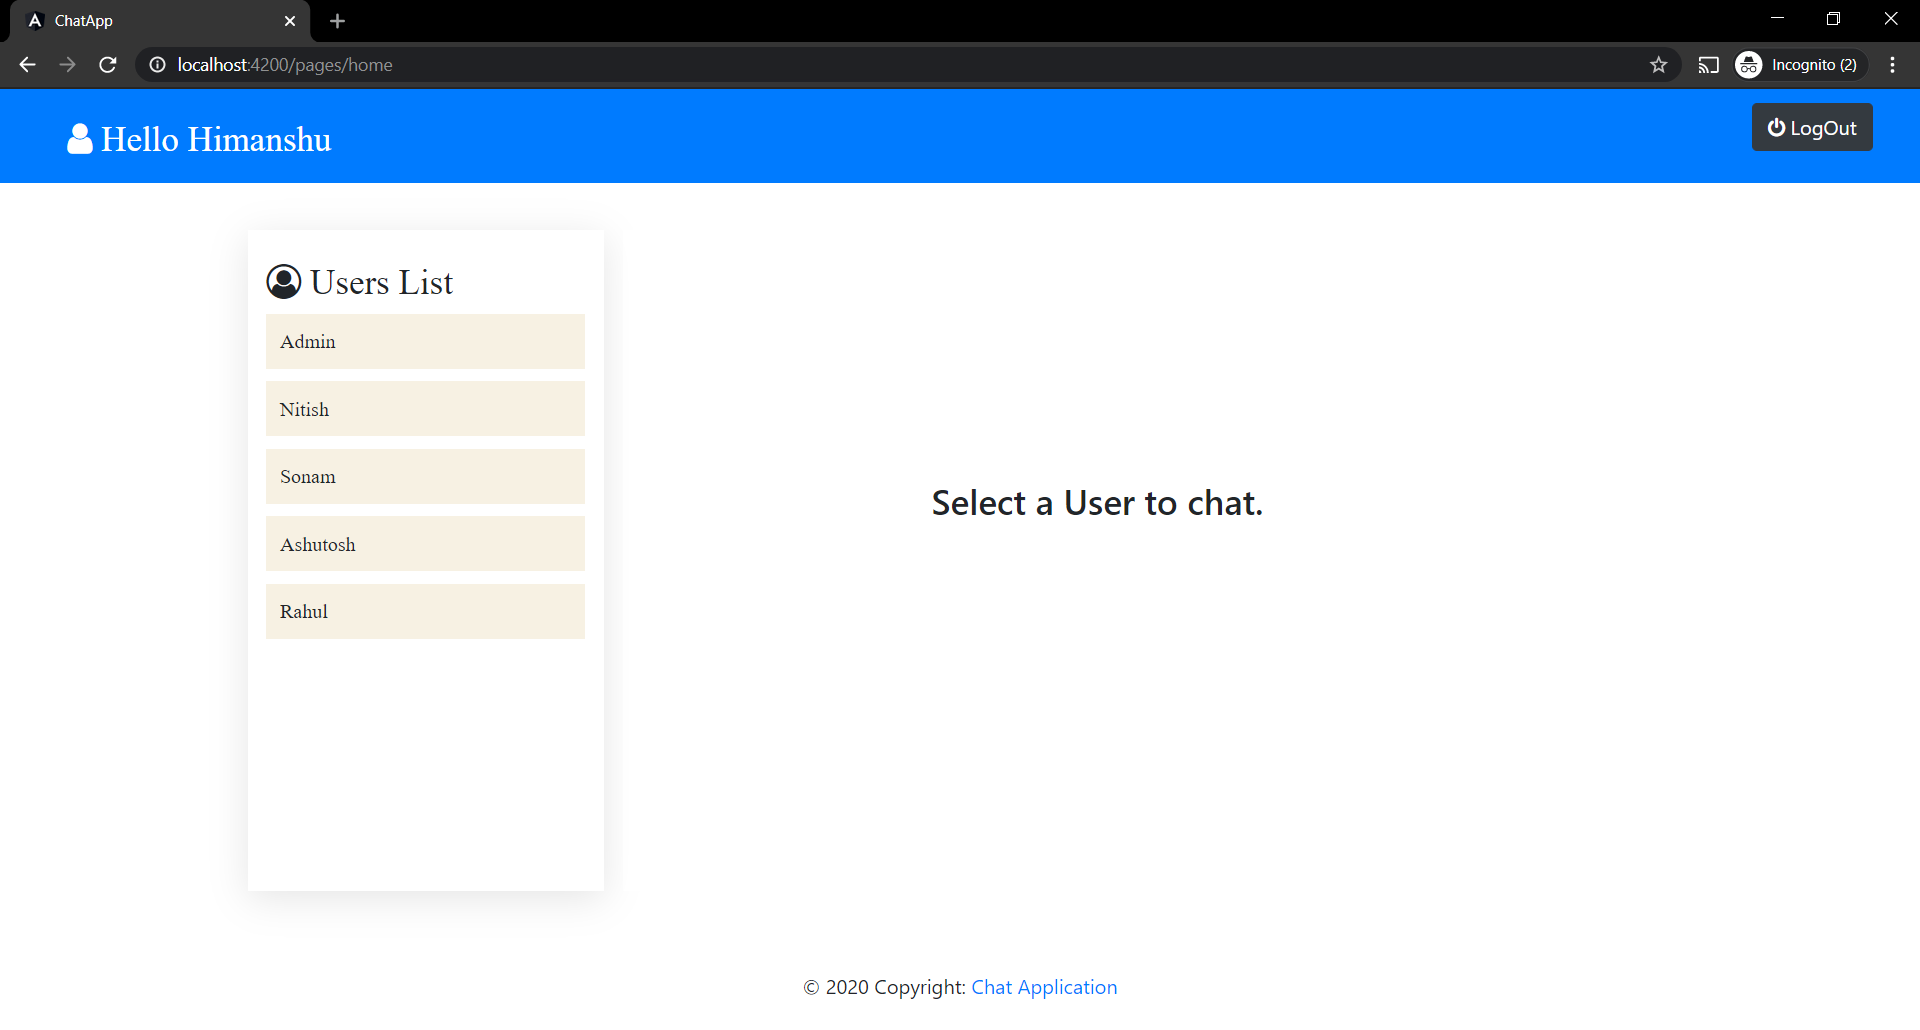 ChatApp
localhost:4200/pages/home
Incognito (2)
Hello Himanshu
LogOut
Users List
Admin
Nitish
Sonam
Ashutosh
Rahul
Select a User to chat.
© 2020 Copyright: Chat Application